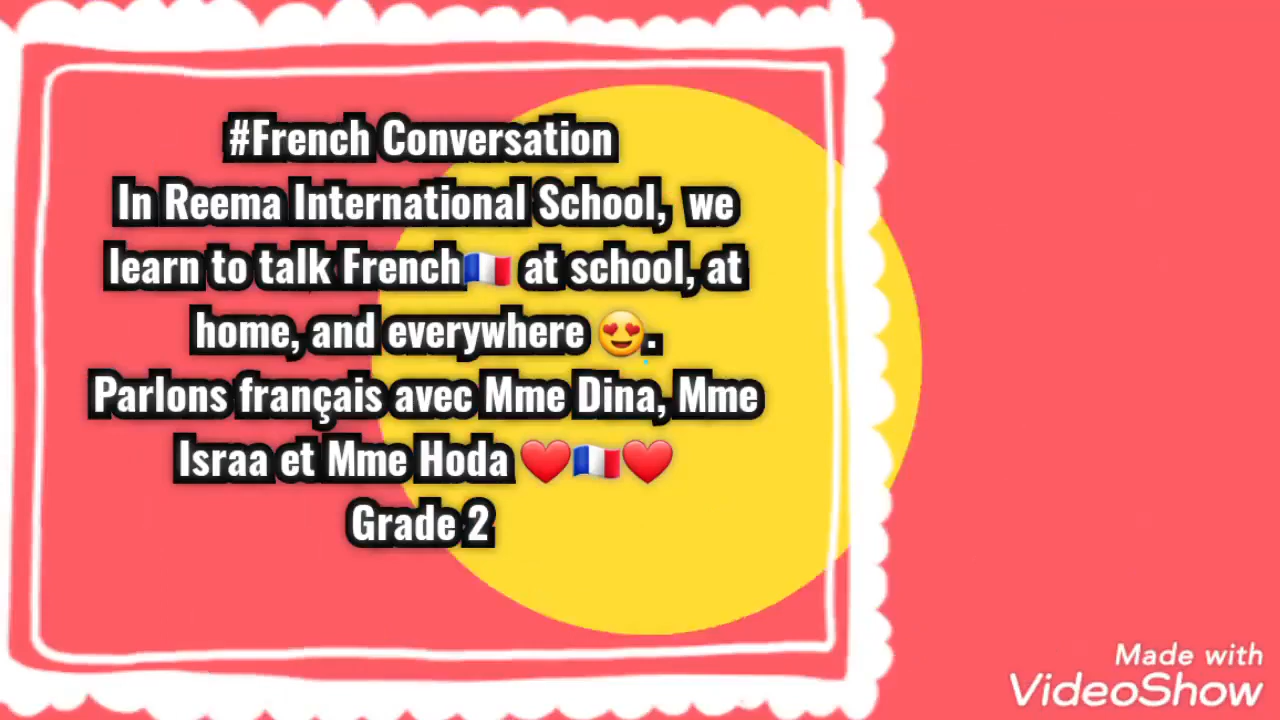 #French Conversation
In Reema International School, we
learn to talk French🇫🇷 at school, at
home, and everywhere 😍.
Parlons français avec Mme Dina, Mme
Israa et Mme Hoda ❤️🇫🇷❤️
Grade 2
Made with
VideoShow